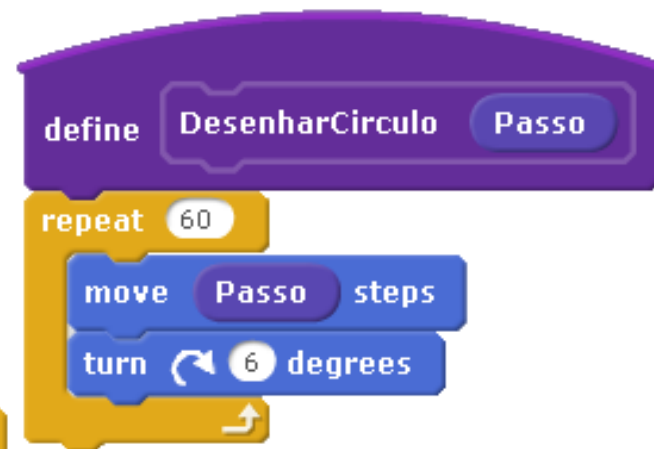 define DesenharCirculo Passo
repeat 60
move Passo steps
turn 6 degrees